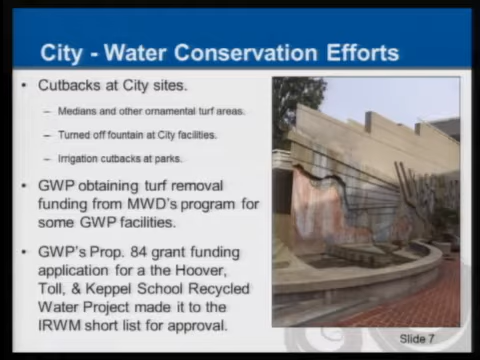 City - Water Conservation Efforts
• Cutbacks at City sites.
– Medians and other ornamental turf areas.
– Turned off fountain at City facilities.
– Irrigation cutbacks at parks.
• GWP obtaining turf removal
funding from MWD's program for
some GWP facilities.
• GWP's Prop. 84 grant funding
application for a the Hoover,
Toll, & Keppel School Recycled
Water Project made it to the
IRWM short list for approval.
Slide 7